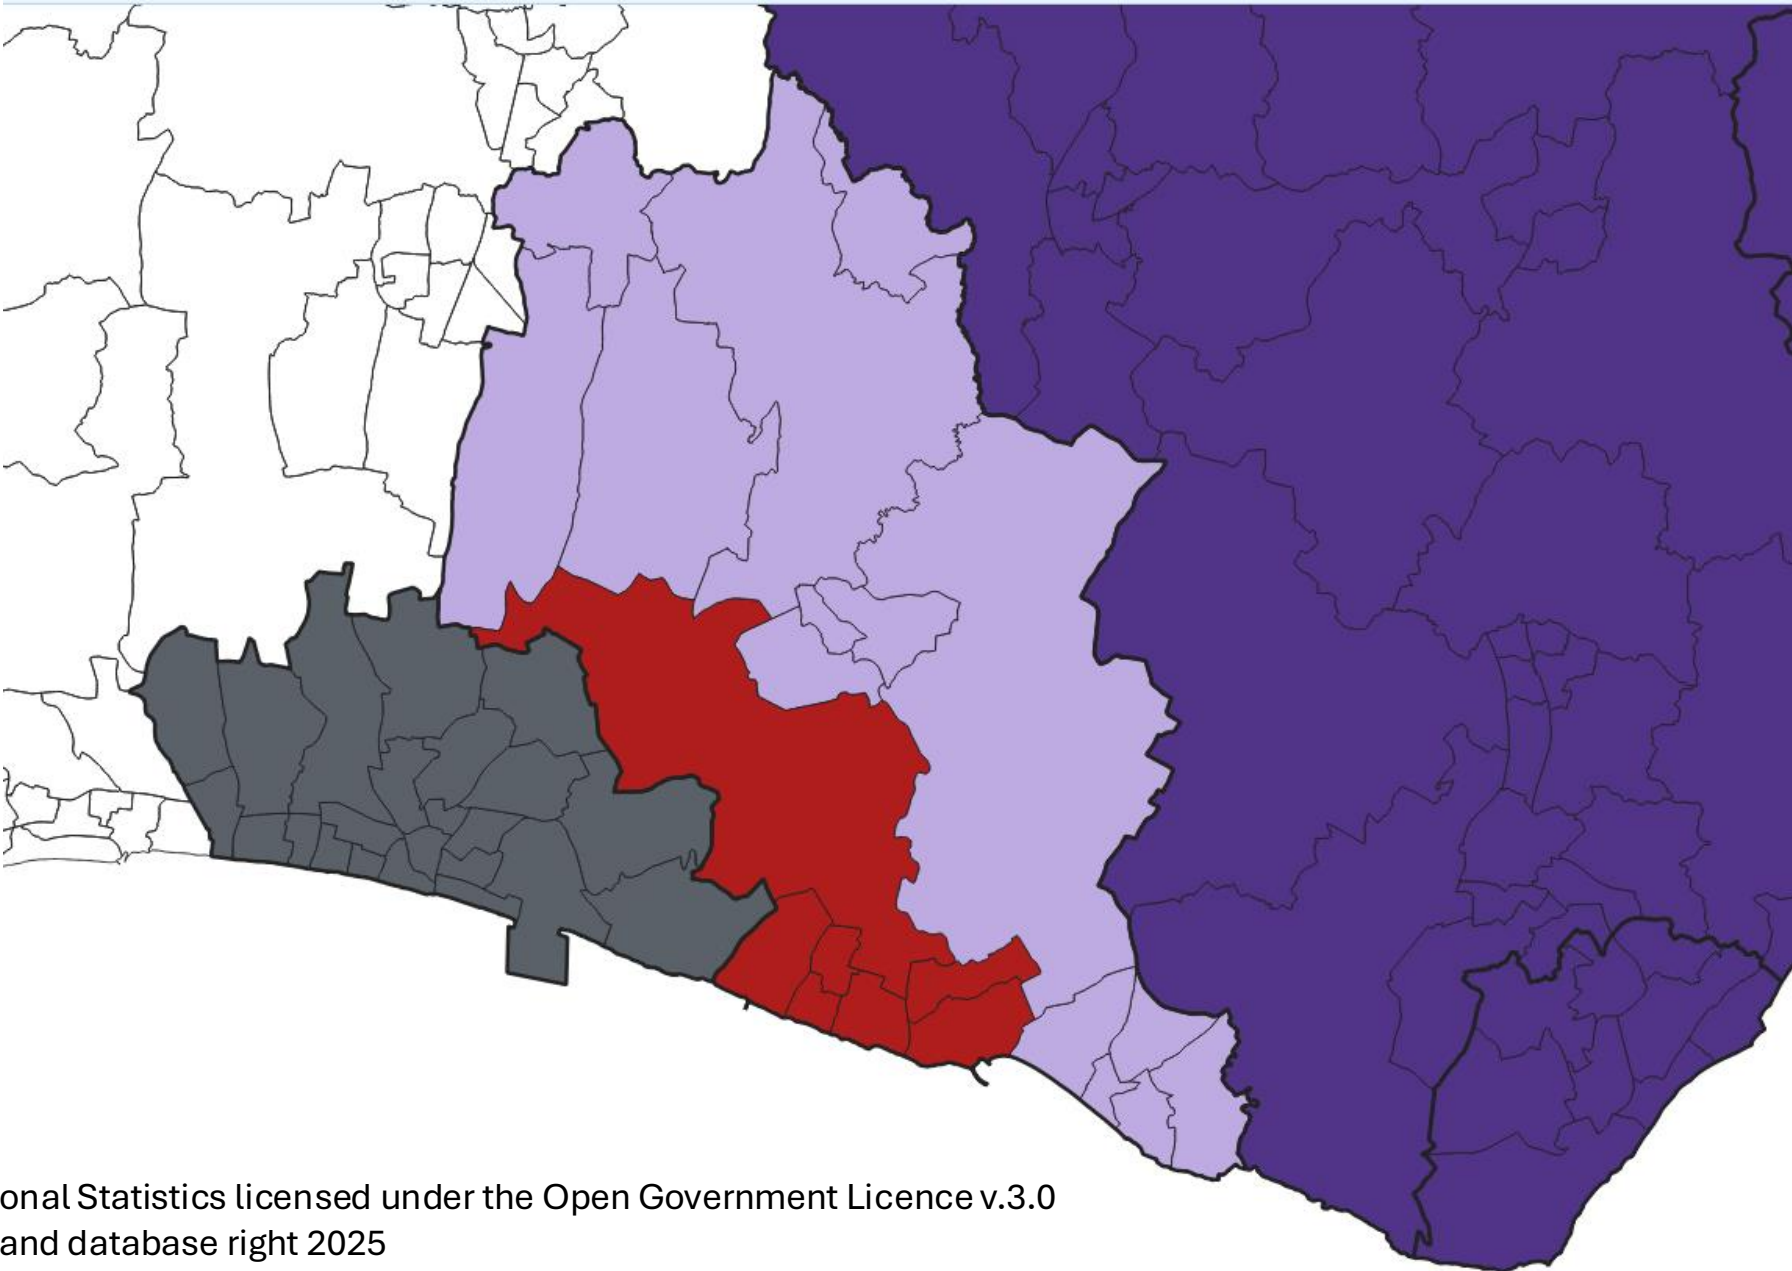 onal Statistics licensed under the Open Government Licence v.3.0
and database right 2025